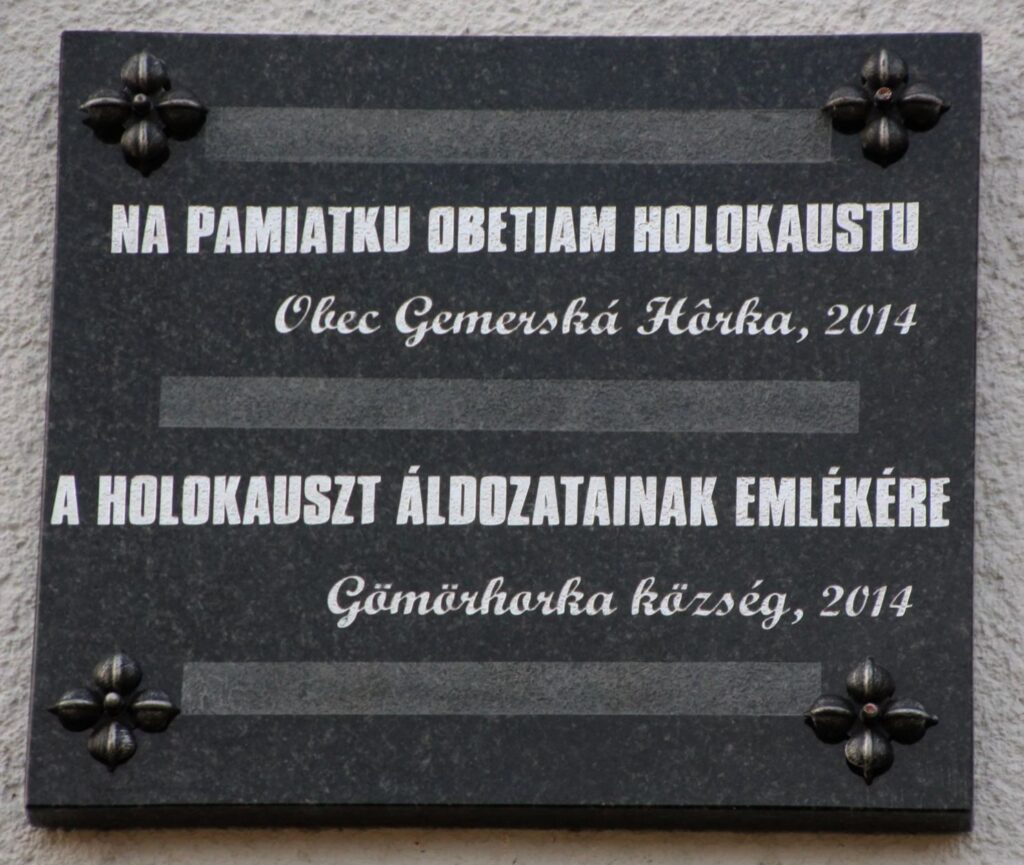 NA PAMIATKU OBETIAM HOLOKAUSTU
Obec Gemerská Hôrka, 2014
A HOLOKAUSZT ÁLDOZATAINAK EMLÉKÉRE
Gömörhorka község, 2014